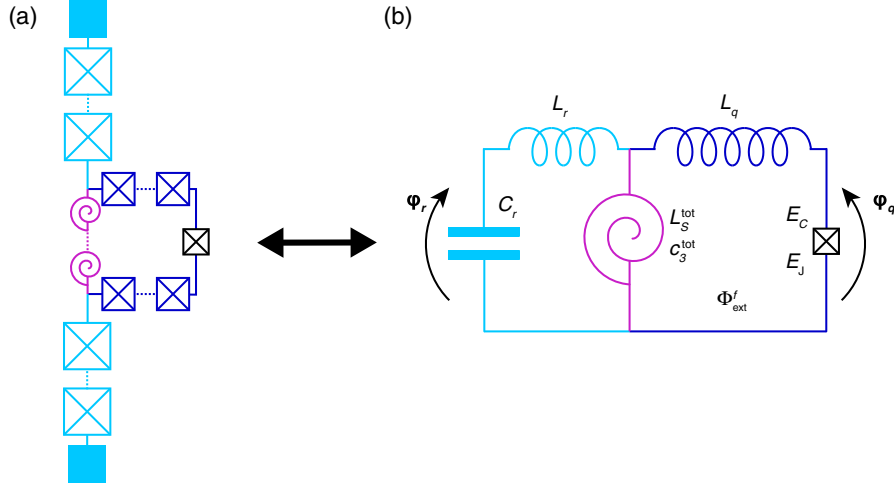 (a)
(b)
L_r
L_q
φ_r
C_r
L_S^tot
c_3^tot
E_C
E_J
φ_q
Φ_ext^f